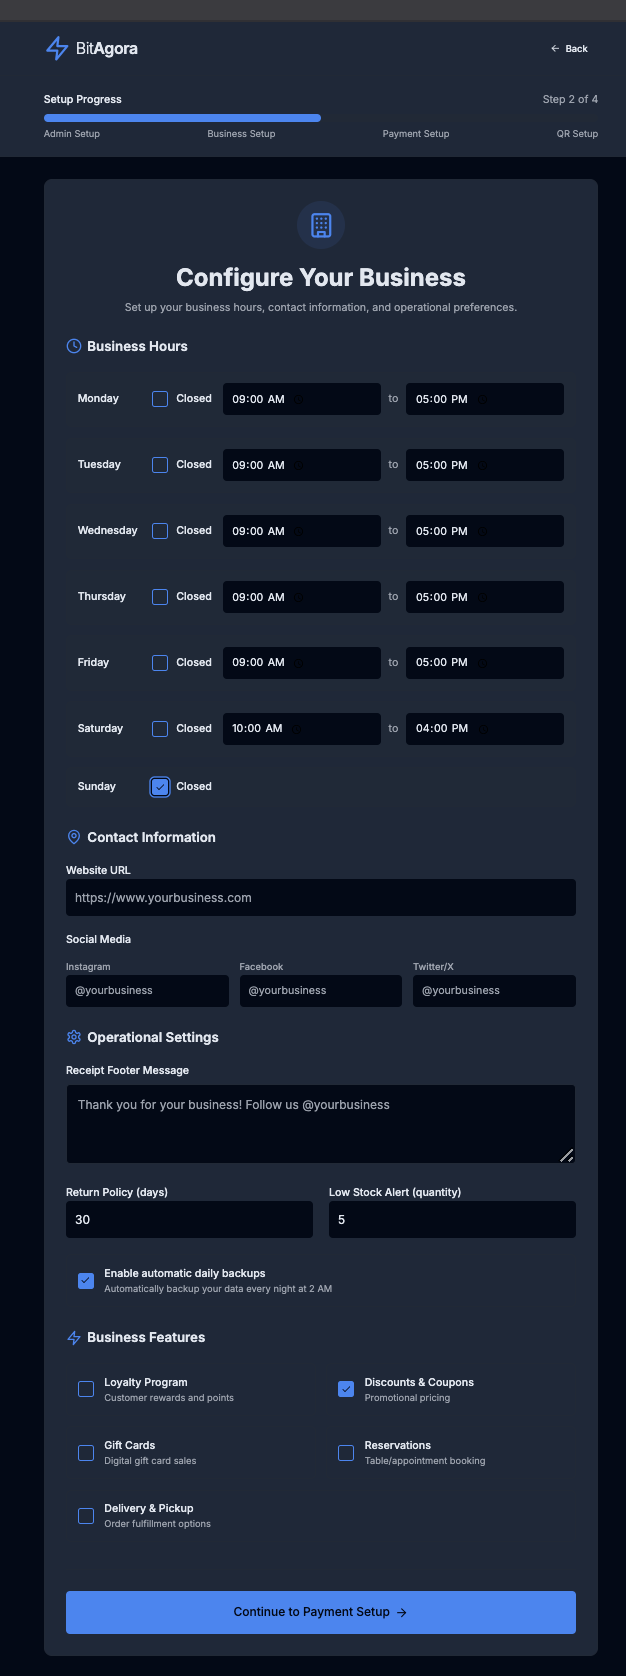 BitAgora
← Back
Setup Progress
Step 2 of 4
Admin Setup Business Setup Payment Setup QR Setup
Configure Your Business
Set up your business hours, contact information, and operational preferences.
Business Hours
Monday Closed 09:00 AM to 05:00 PM
Tuesday Closed 09:00 AM to 05:00 PM
Wednesday Closed 09:00 AM to 05:00 PM
Thursday Closed 09:00 AM to 05:00 PM
Friday Closed 09:00 AM to 05:00 PM
Saturday Closed 10:00 AM to 04:00 PM
Sunday Closed
Contact Information
Website URL
https://www.yourbusiness.com
Social Media
Instagram Facebook Twitter/X
@yourbusiness @yourbusiness @yourbusiness
Operational Settings
Receipt Footer Message
Thank you for your business! Follow us @yourbusiness
Return Policy (days) Low Stock Alert (quantity)
30 5
Enable automatic daily backups
Automatically backup your data every night at 2 AM
Business Features
Loyalty Program
Customer rewards and points
Discounts & Coupons
Promotional pricing
Gift Cards
Digital gift card sales
Reservations
Table/appointment booking
Delivery & Pickup
Order fulfillment options
Continue to Payment Setup →